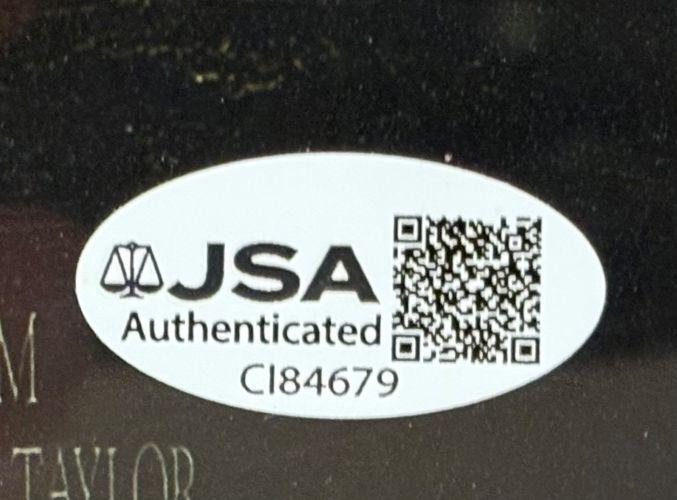 JSA
Authenticated
CI84679
M
TAYLOR